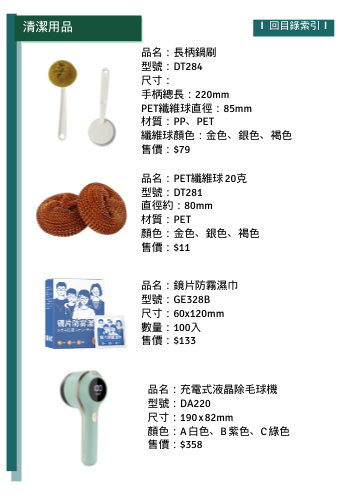 清潔用品
I 回目錄索引 I
品名：長柄鍋刷
型號：DT284
尺寸：
手柄總長：220mm
PET纖維球直徑：85mm
材質：PP、PET
纖維球顏色：金色、銀色、褐色
售價：$79
品名：PET纖維球20克
型號：DT281
直徑約：80mm
材質：PET
顏色：金色、銀色、褐色
售價：$11
鏡片防霧濕巾
品名：鏡片防霧濕巾
型號：GE328B
尺寸：60x120mm
數量：100入
售價：$133
品名：充電式液晶除毛球機
型號：DA220
尺寸：190x82mm
顏色：A白色、B紫色、C綠色
售價：$358